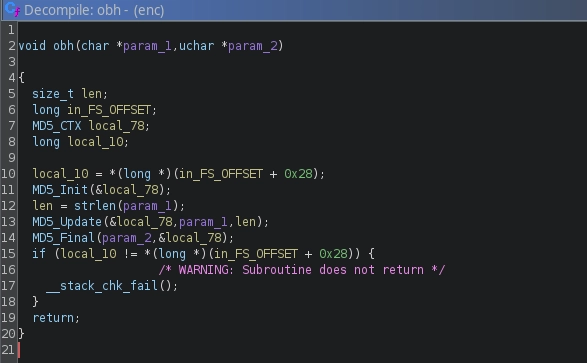 Decompile: obh - (enc)
1
2 void obh(char *param_1,uchar *param_2)
3
4 {
5   size_t len;
6   long in_FS_OFFSET;
7   MD5_CTX local_78;
8   long local_10;
9
10   local_10 = *(long *)(in_FS_OFFSET + 0x28);
11   MD5_Init(&local_78);
12   len = strlen(param_1);
13   MD5_Update(&local_78,param_1,len);
14   MD5_Final(param_2,&local_78);
15   if (local_10 != *(long *)(in_FS_OFFSET + 0x28)) {
16                     /* WARNING: Subroutine does not return */
17     __stack_chk_fail();
18   }
19   return;
20 }
21